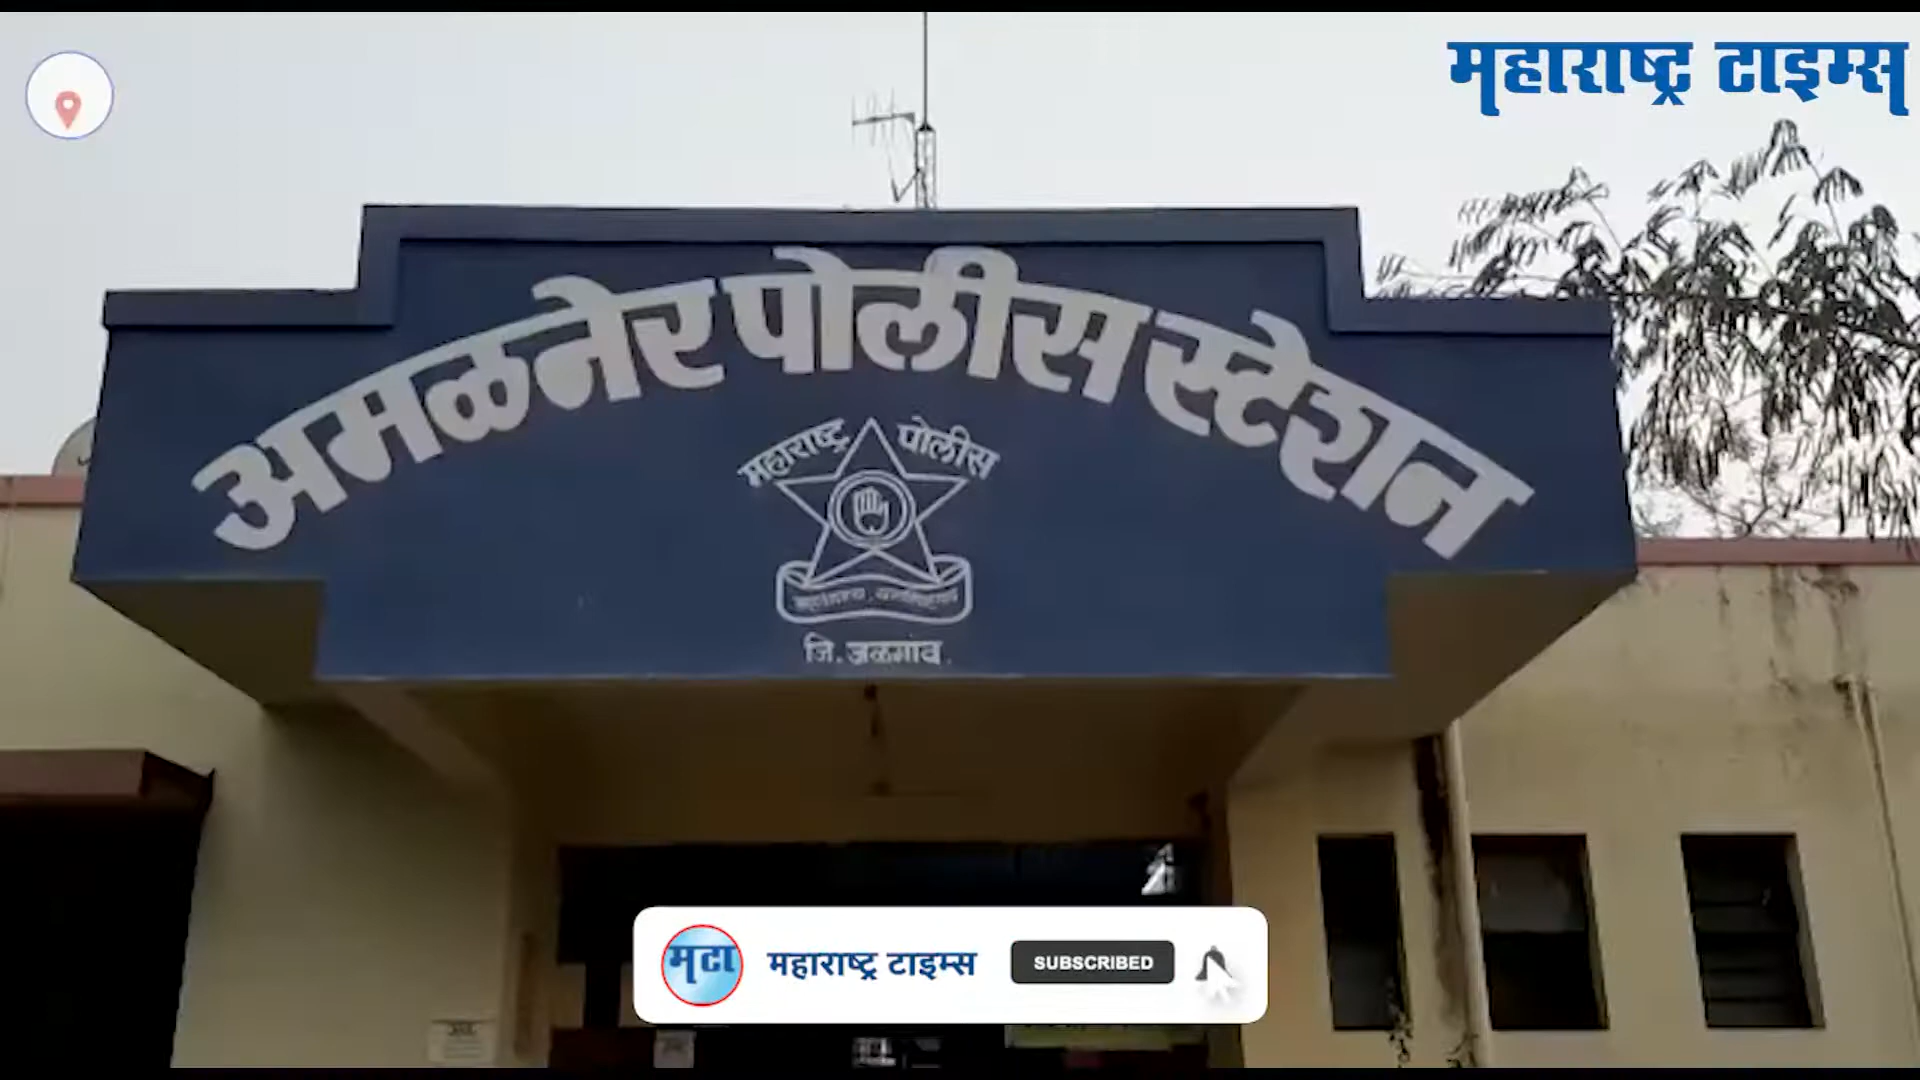 महाराष्ट्र टाइम्स
अमळनेर पोलीस स्टेशन
महाराष्ट्र पोलीस
जि. जळगांव
मटा महाराष्ट्र टाइम्स SUBSCRIBED